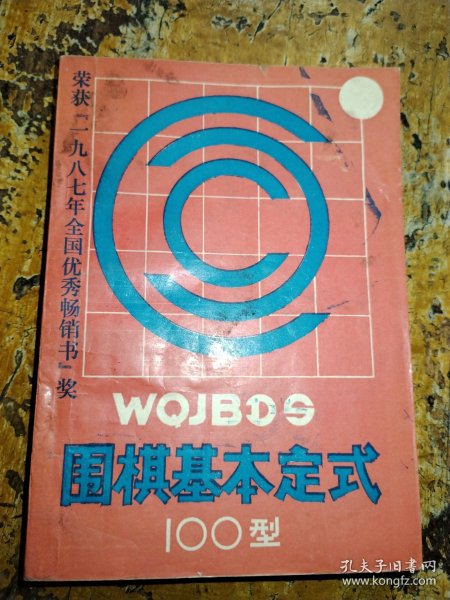 荣获“一九八七年全国优秀畅销书”奖
WQJBDS
围棋基本定式
100型
孔夫子旧书网
www.kongfz.com